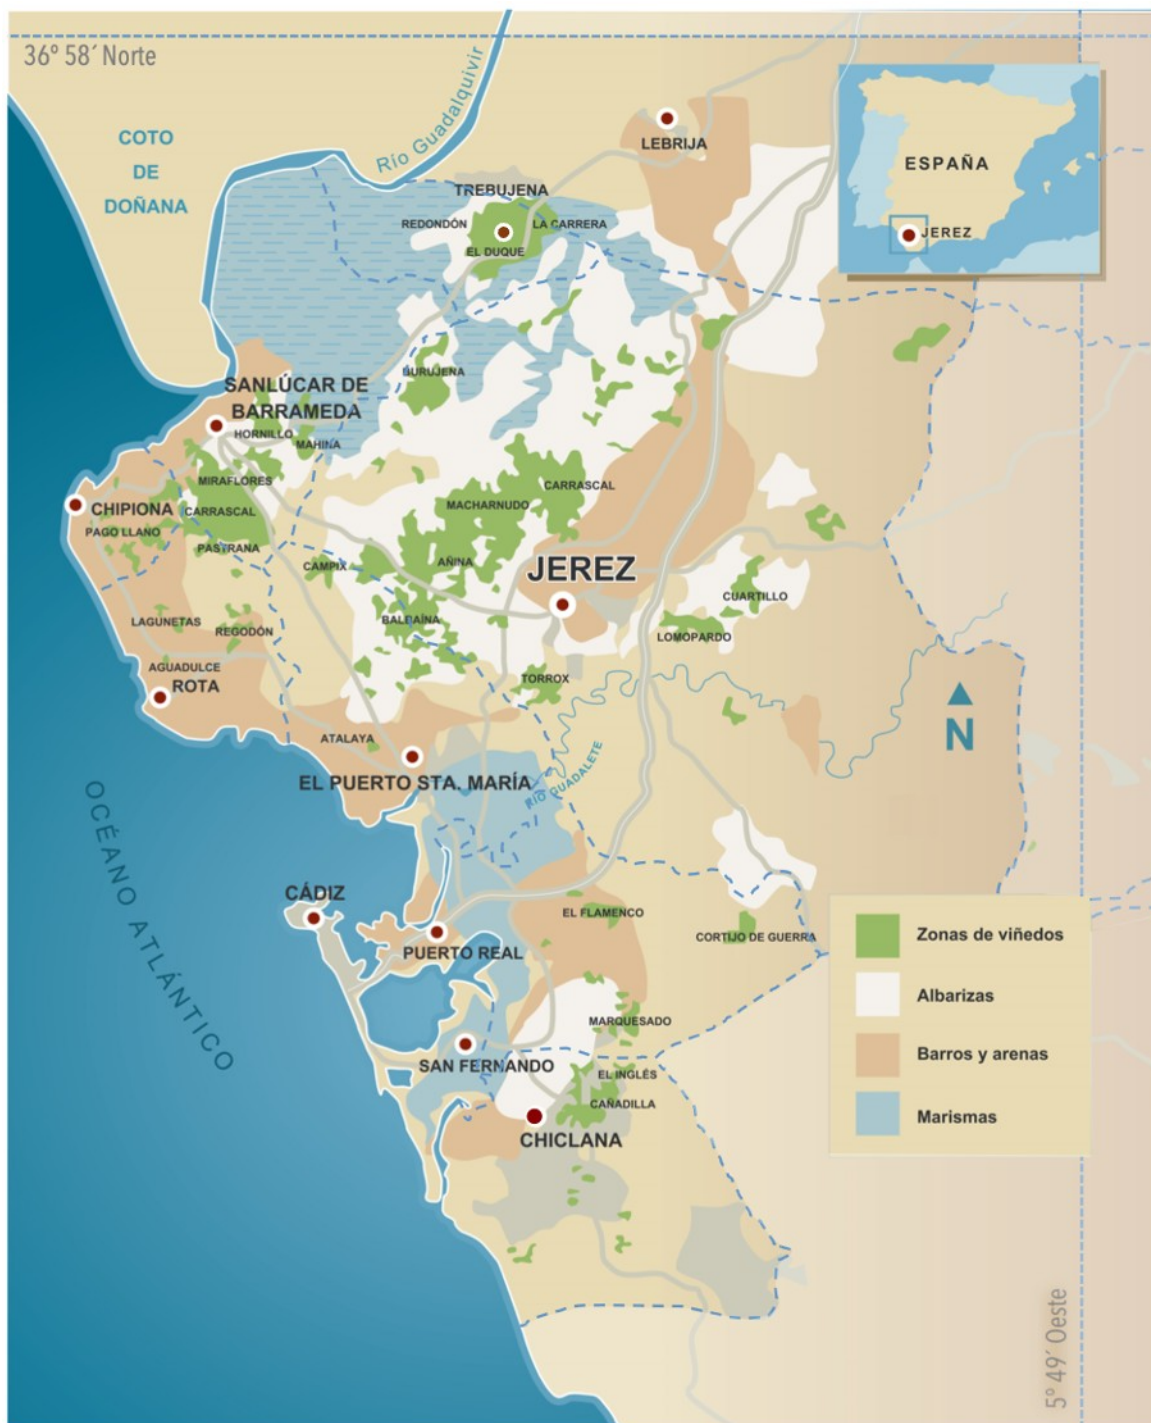 36º 58´ Norte
COTO
DE
DOÑANA
Río Guadalquivir
LEBRIJA
ESPAÑA
JEREZ
TREBUJENA
REDONDÓN
LA CARRERA
EL DUQUE
BURUJENA
SANLÚCAR DE
BARRAMEDA
HORNILLO
MAHINA
MIRAFLORES
CARRASCAL
MACHARNUDO
CHIPIONA
CARRASCAL
PAGO LLANO
PASTRANA
CAMPIX
AÑINA
JEREZ
CUARTILLO
LAGUNETAS
REGODÓN
BALBAÍNA
LOMOPARDO
AGUADULCE
ROTA
TORROX
N
ATALAYA
EL PUERTO STA. MARÍA
RÍO GUADALETE
OCÉANO ATLÁNTICO
CÁDIZ
EL FLAMENCO
CORTIJO DE GUERRA
PUERTO REAL
MARQUESADO
SAN FERNANDO
EL INGLÉS
CAÑADILLA
CHICLANA
Zonas de viñedos
Albarizas
Barros y arenas
Marismas
5º 49´ Oeste